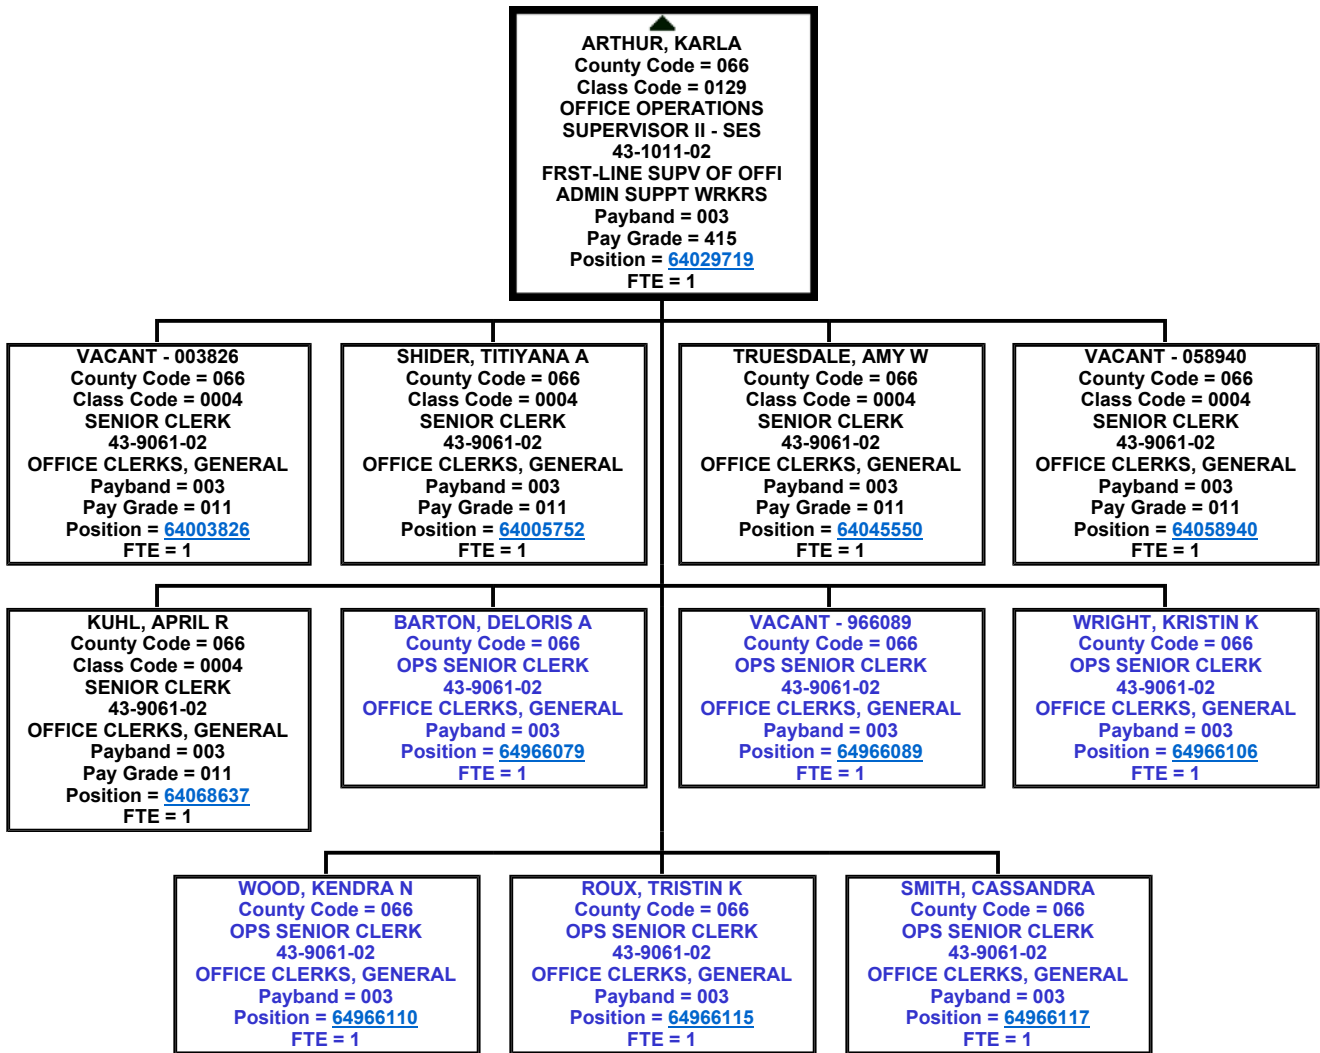 ARTHUR, KARLA
County Code = 066
Class Code = 0129
OFFICE OPERATIONS
SUPERVISOR II - SES
43-1011-02
FRST-LINE SUPV OF OFFI
ADMIN SUPPT WRKRS
Payband = 003
Pay Grade = 415
Position = 64029719
FTE = 1
VACANT - 003826
County Code = 066
Class Code = 0004
SENIOR CLERK
43-9061-02
OFFICE CLERKS, GENERAL
Payband = 003
Pay Grade = 011
Position = 64003826
FTE = 1
SHIDER, TITIYANA A
County Code = 066
Class Code = 0004
SENIOR CLERK
43-9061-02
OFFICE CLERKS, GENERAL
Payband = 003
Pay Grade = 011
Position = 64005752
FTE = 1
TRUESDALE, AMY W
County Code = 066
Class Code = 0004
SENIOR CLERK
43-9061-02
OFFICE CLERKS, GENERAL
Payband = 003
Pay Grade = 011
Position = 64045550
FTE = 1
VACANT - 058940
County Code = 066
Class Code = 0004
SENIOR CLERK
43-9061-02
OFFICE CLERKS, GENERAL
Payband = 003
Pay Grade = 011
Position = 64058940
FTE = 1
KUHL, APRIL R
County Code = 066
Class Code = 0004
SENIOR CLERK
43-9061-02
OFFICE CLERKS, GENERAL
Payband = 003
Pay Grade = 011
Position = 64068637
FTE = 1
BARTON, DELORIS A
County Code = 066
OPS SENIOR CLERK
43-9061-02
OFFICE CLERKS, GENERAL
Payband = 003
Position = 64966079
FTE = 1
VACANT - 966089
County Code = 066
OPS SENIOR CLERK
43-9061-02
OFFICE CLERKS, GENERAL
Payband = 003
Position = 64966089
FTE = 1
WRIGHT, KRISTIN K
County Code = 066
OPS SENIOR CLERK
43-9061-02
OFFICE CLERKS, GENERAL
Payband = 003
Position = 64966106
FTE = 1
WOOD, KENDRA N
County Code = 066
OPS SENIOR CLERK
43-9061-02
OFFICE CLERKS, GENERAL
Payband = 003
Position = 64966110
FTE = 1
ROUX, TRISTIN K
County Code = 066
OPS SENIOR CLERK
43-9061-02
OFFICE CLERKS, GENERAL
Payband = 003
Position = 64966115
FTE = 1
SMITH, CASSANDRA
County Code = 066
OPS SENIOR CLERK
43-9061-02
OFFICE CLERKS, GENERAL
Payband = 003
Position = 64966117
FTE = 1